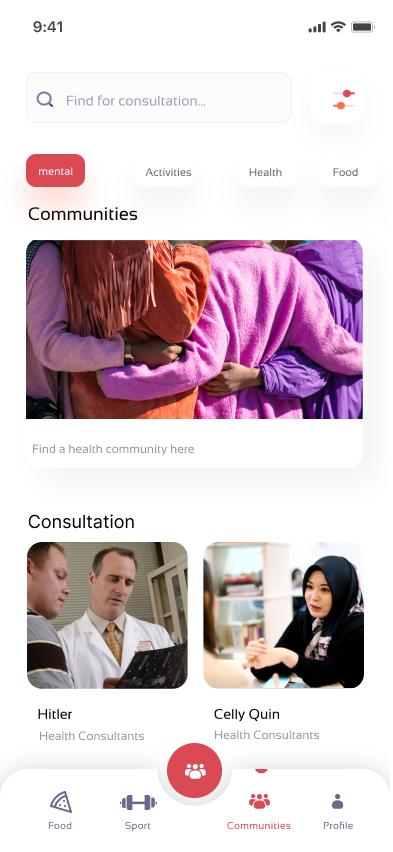 9:41
Find for consultation...
mental Activities Health Food
Communities
Find a health community here
Consultation
Hitler Celly Quin
Health Consultants Health Consultants
Food Sport Communities Profile